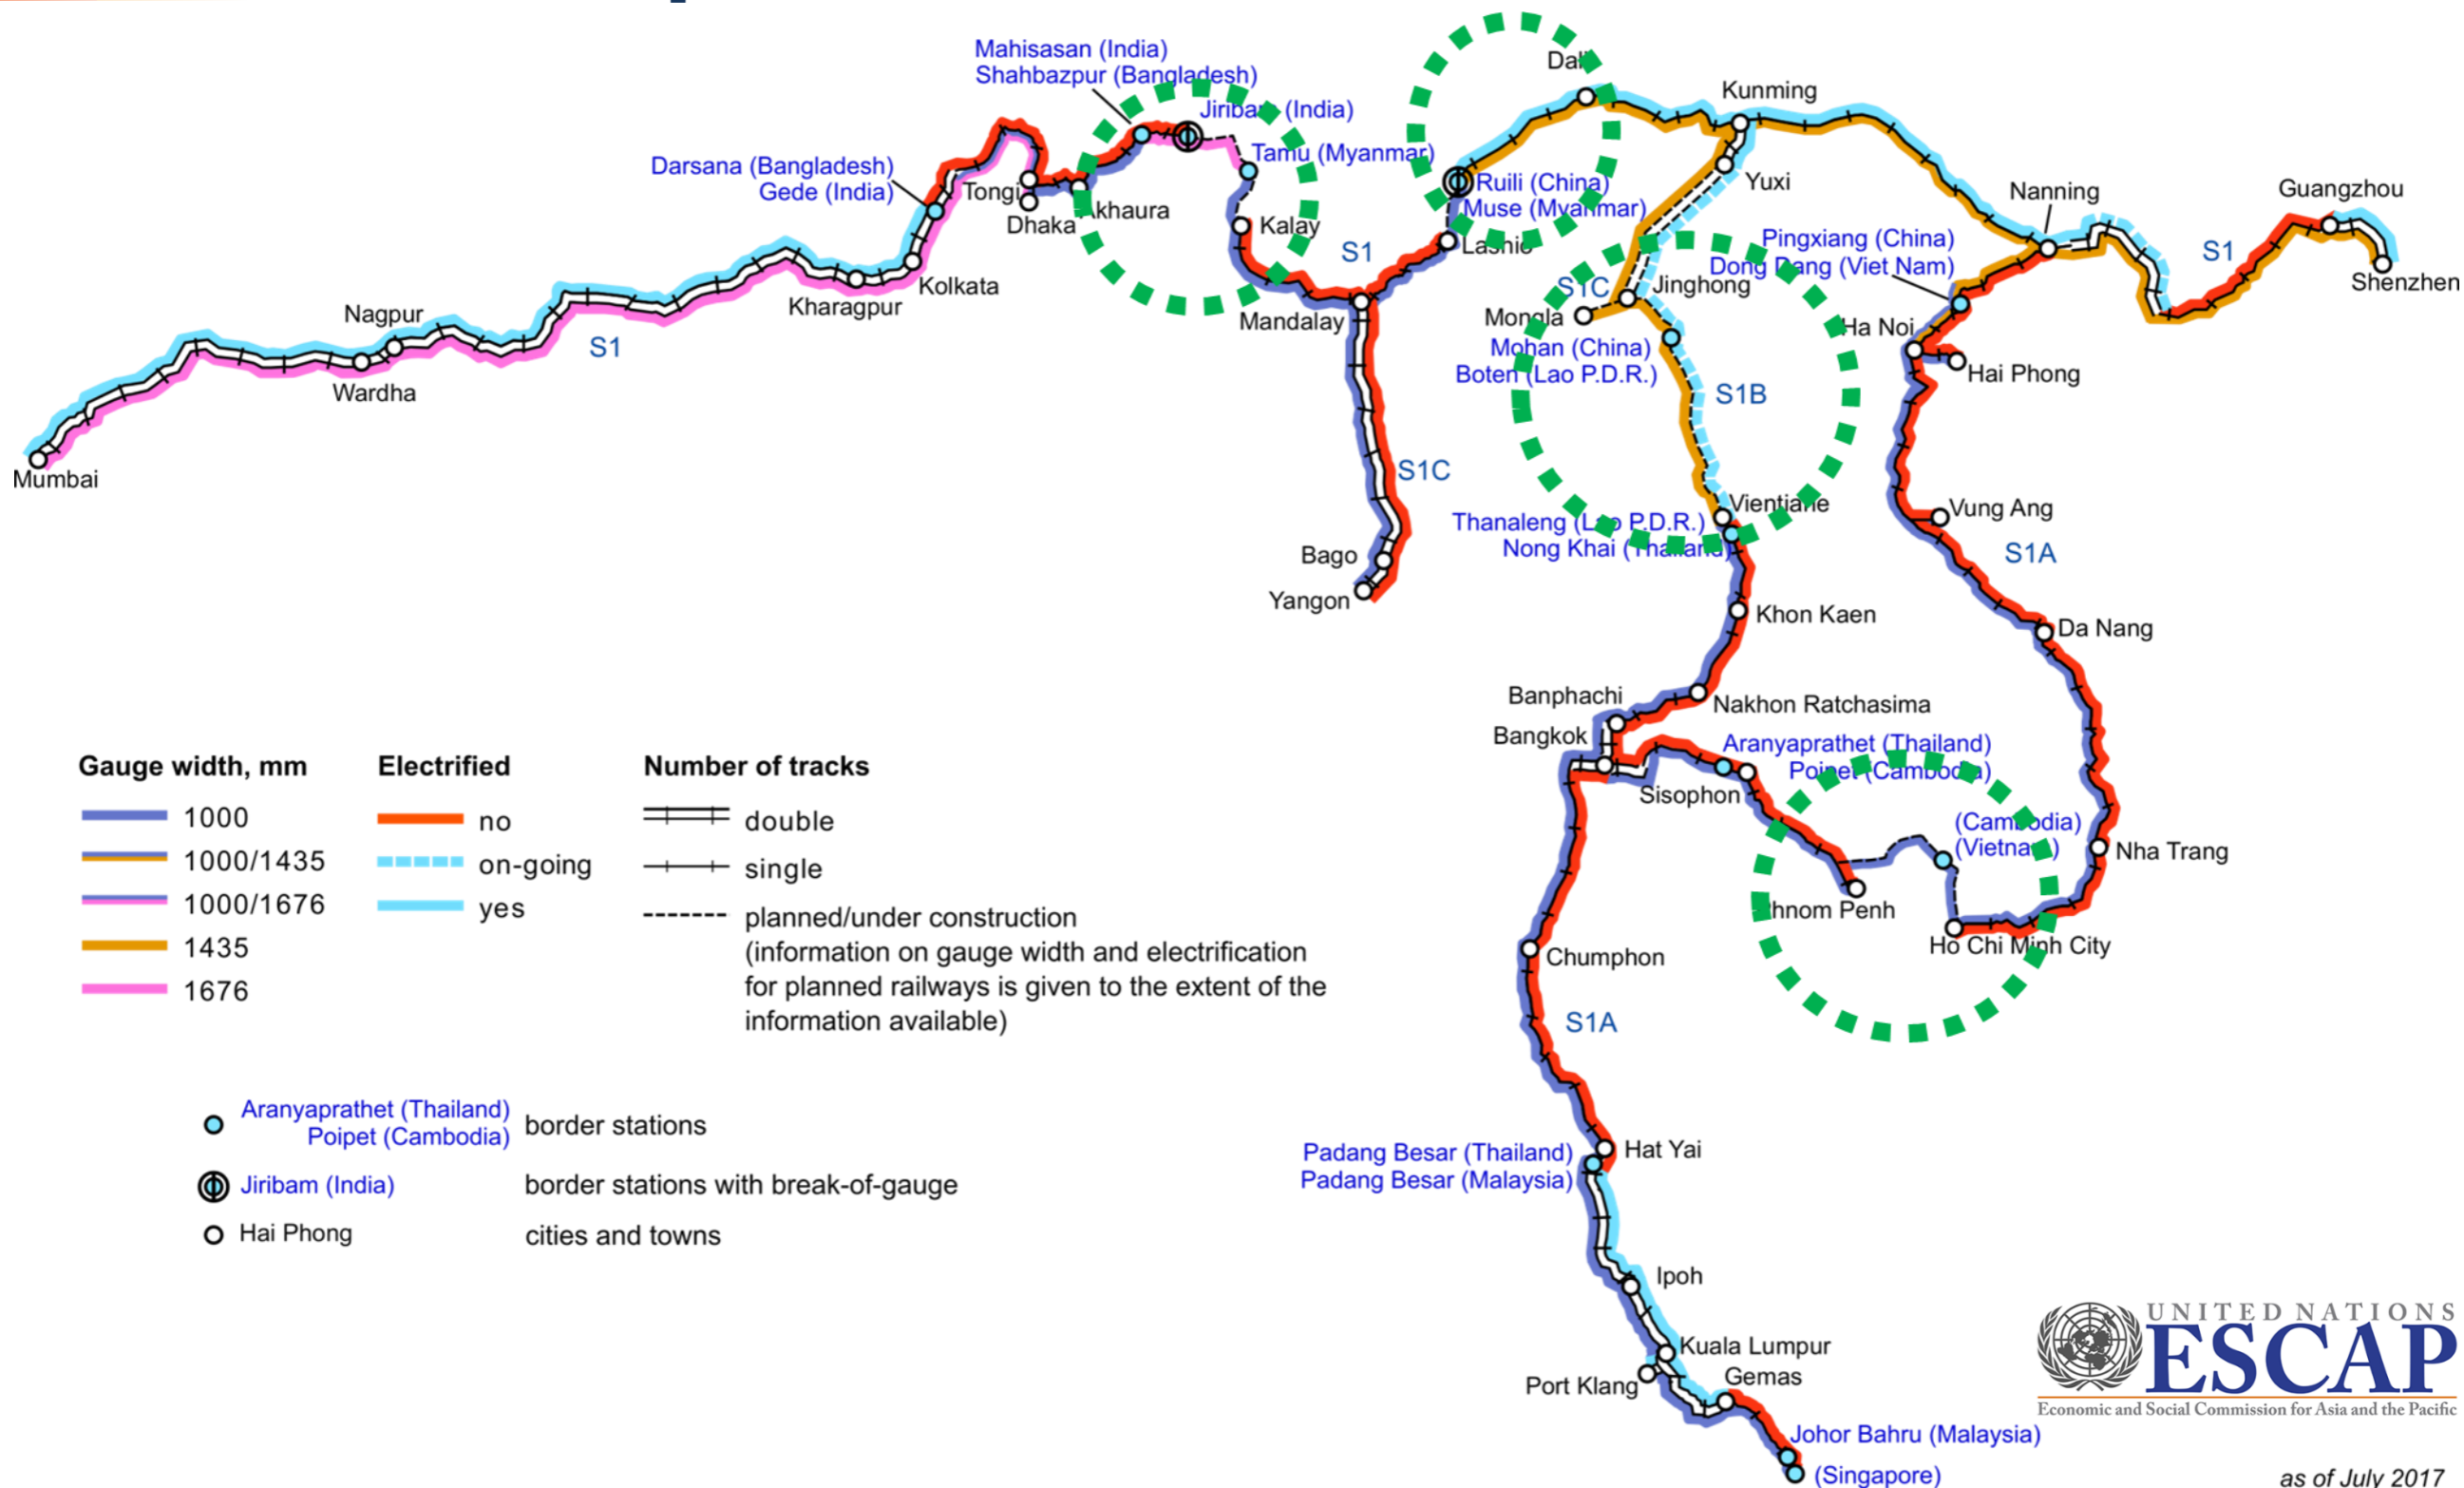 Mahisasan (India)
Shahbazpur (Bangladesh)
Jiribam (India)
Tamu (Myanmar)
Darsana (Bangladesh)
Gede (India)
Tongi
Dhaka
Akhaura
Kalay
S1
Lashio
Mandalay
Dali
Kunming
Ruili (China)
Muse (Myanmar)
Yuxi
Nanning
Guangzhou
Shenzhen
S1
Pingxiang (China)
Dong Dang (Viet Nam)
S1C
Jinghong
Mongla
Mohan (China)
Boten (Lao P.D.R.)
Ha Noi
Hai Phong
S1B
Kolkata
Kharagpur
Nagpur
Wardha
S1
Mumbai
S1C
Bago
Yangon
Vientiane
Thanaleng (Lao P.D.R.)
Nong Khai (Thailand)
Vung Ang
S1A
Khon Kaen
Da Nang
Banphachi
Nakhon Ratchasima
Bangkok
Aranyaprathet (Thailand)
Poipet (Cambodia)
Sisophon
(Cambodia)
(Vietnam)
Nha Trang
Phnom Penh
Ho Chi Minh City
Chumphon
S1A
Padang Besar (Thailand)
Padang Besar (Malaysia)
Hat Yai
Ipoh
Kuala Lumpur
Port Klang
Gemas
Johor Bahru (Malaysia)
(Singapore)
Gauge width, mm
1000
1000/1435
1000/1676
1435
1676
Electrified
no
on-going
yes
Number of tracks
double
single
planned/under construction
(information on gauge width and electrification
for planned railways is given to the extent of the
information available)
Aranyaprathet (Thailand)
Poipet (Cambodia)
border stations
Jiribam (India)
border stations with break-of-gauge
Hai Phong
cities and towns
UNITED NATIONS
ESCAP
Economic and Social Commission for Asia and the Pacific
as of July 2017